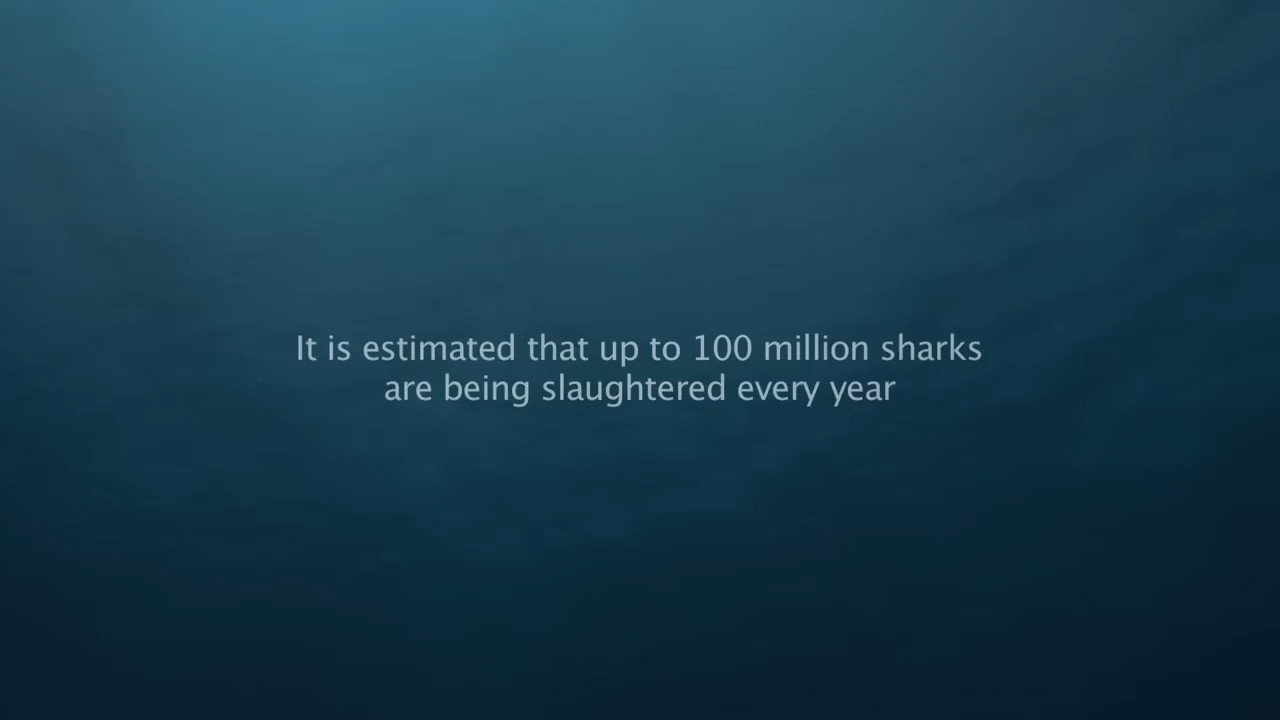 It is estimated that up to 100 million sharks
are being slaughtered every year